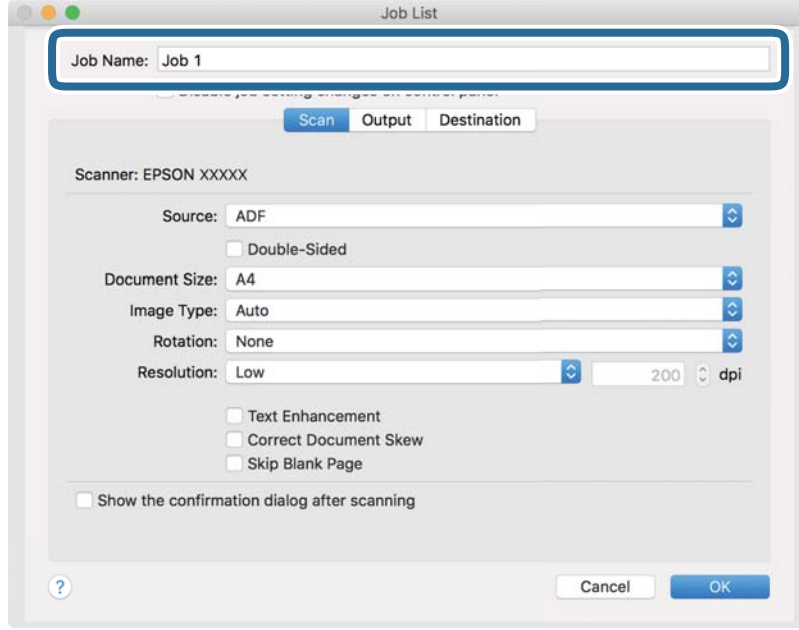 Job List
Job Name: Job 1
Scan Output Destination
Scanner: EPSON XXXXX
Source: ADF
Double-Sided
Document Size: A4
Image Type: Auto
Rotation: None
Resolution: Low 200 dpi
Text Enhancement
Correct Document Skew
Skip Blank Page
Show the confirmation dialog after scanning
? Cancel OK